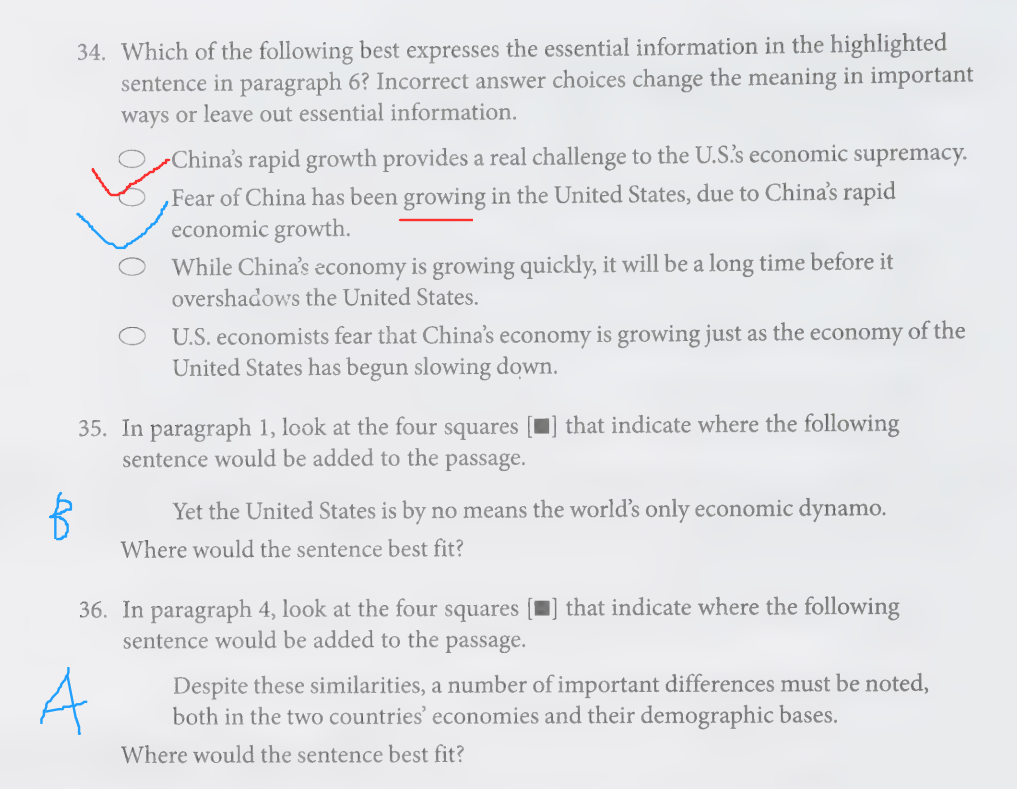 34. Which of the following best expresses the essential information in the highlighted
sentence in paragraph 6? Incorrect answer choices change the meaning in important
ways or leave out essential information.
China's rapid growth provides a real challenge to the U.S.'s economic supremacy.
Fear of China has been growing in the United States, due to China's rapid
economic growth.
While China's economy is growing quickly, it will be a long time before it
overshadows the United States.
U.S. economists fear that China's economy is growing just as the economy of the
United States has begun slowing down.
35. In paragraph 1, look at the four squares [■] that indicate where the following
sentence would be added to the passage.
B
Yet the United States is by no means the world's only economic dynamo.
Where would the sentence best fit?
36. In paragraph 4, look at the four squares [■] that indicate where the following
sentence would be added to the passage.
A
Despite these similarities, a number of important differences must be noted,
both in the two countries' economies and their demographic bases.
Where would the sentence best fit?